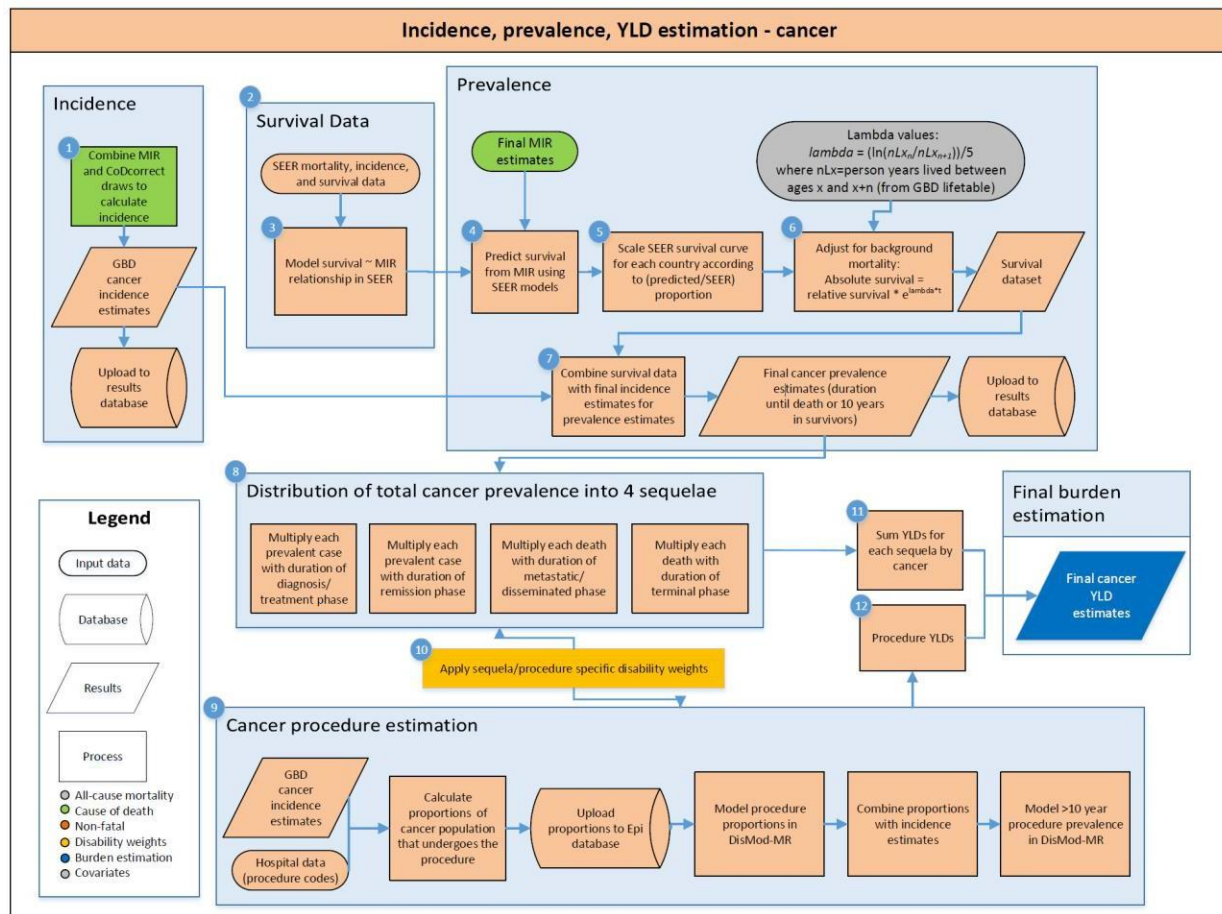 Incidence, prevalence, YLD estimation - cancer
Incidence
1
Combine MIR
and CoDcorrect
draws to
calculate
incidence
GBD
cancer
incidence
estimates
Upload to
results
database
2
Survival Data
SEER mortality, incidence,
and survival data
3
Model survival ~ MIR
relationship in SEER
Prevalence
Final MIR
estimates
Lambda values:
lambda = (ln(nLxn/nLxn+1))/5
where nLx=person years lived between
ages x and x+n (from GBD lifetable)
4
Predict survival
from MIR using
SEER models
5
Scale SEER survival curve
for each country according
to (predicted/SEER)
proportion
6
Adjust for background
mortality:
Absolute survival =
relative survival * elambda*t
Survival
dataset
7
Combine survival data
with final incidence
estimates for
prevalence estimates
Final cancer prevalence
estimates (duration
until death or 10 years
in survivors)
Upload to
results
database
8
Distribution of total cancer prevalence into 4 sequelae
Multiply each
prevalent case
with duration of
diagnosis/
treatment phase
Multiply each
prevalent case
with duration of
remission phase
Multiply each death
with duration of
metastatic/
disseminated phase
Multiply each
death with
duration of
terminal phase
11
Sum YLDs for
each sequela by
cancer
12
Procedure YLDs
Final burden
estimation
Final cancer
YLD
estimates
10
Apply sequela/procedure specific disability weights
9
Cancer procedure estimation
GBD
cancer
incidence
estimates
Hospital data
(procedure codes)
Calculate
proportions of
cancer population
that undergoes the
procedure
Upload
proportions to Epi
database
Model procedure
proportions in
DisMod-MR
Combine proportions
with incidence
estimates
Model >10 year
procedure prevalence
in DisMod-MR
Legend
Input data
Database
Results
Process
All-cause mortality
Cause of death
Non-fatal
Disability weights
Burden estimation
Covariates